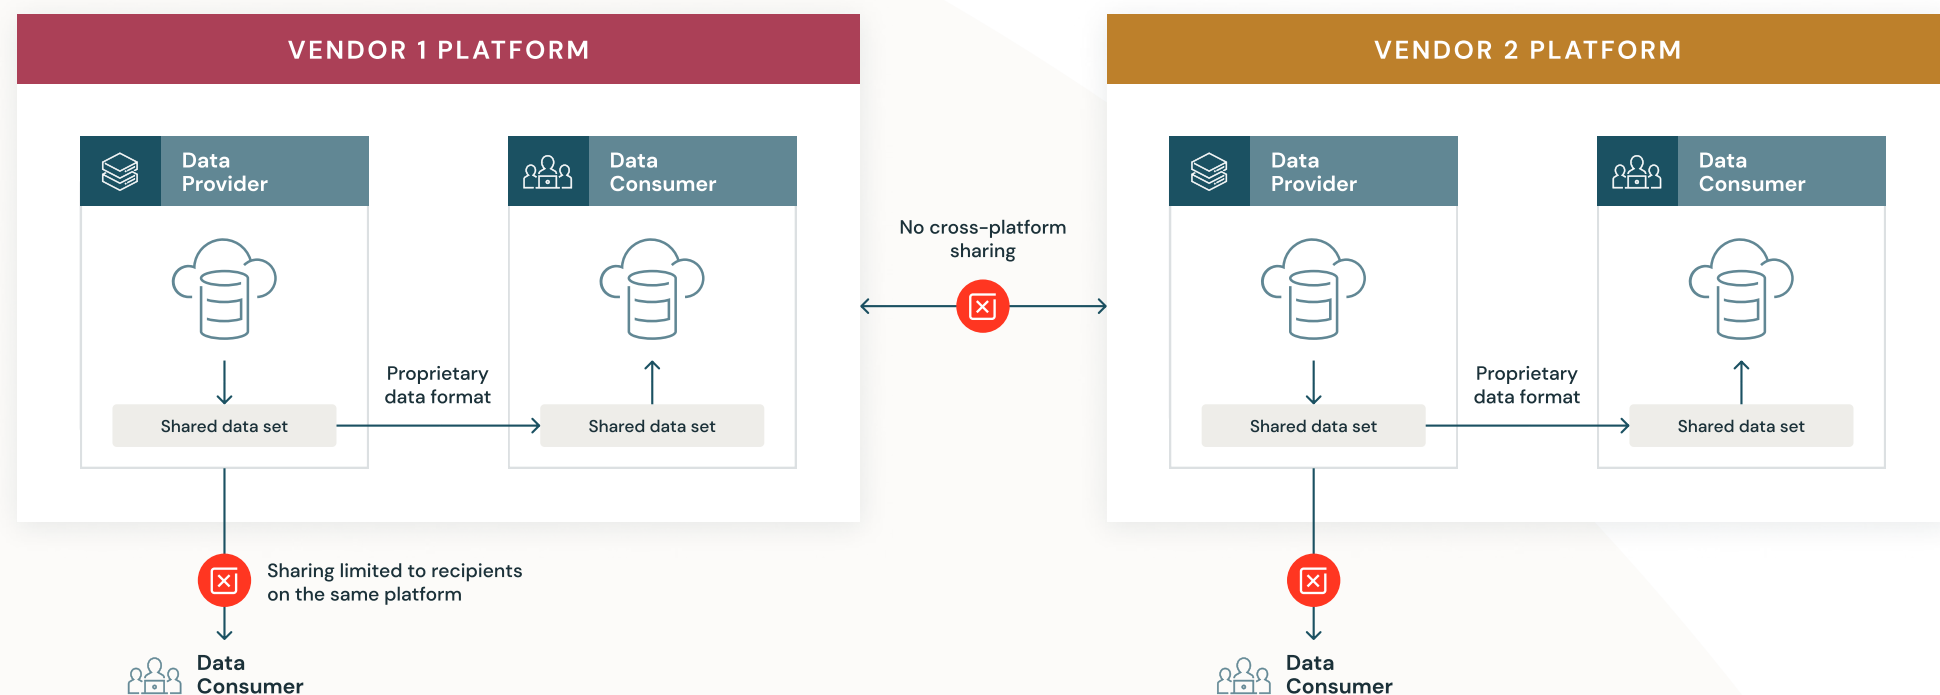 VENDOR 1 PLATFORM
VENDOR 2 PLATFORM
Data
Provider
Data
Consumer
Proprietary
data format
Shared data set
Shared data set
No cross-platform
sharing
Data
Provider
Data
Consumer
Proprietary
data format
Shared data set
Shared data set
Sharing limited to recipients
on the same platform
Data
Consumer
Data
Consumer